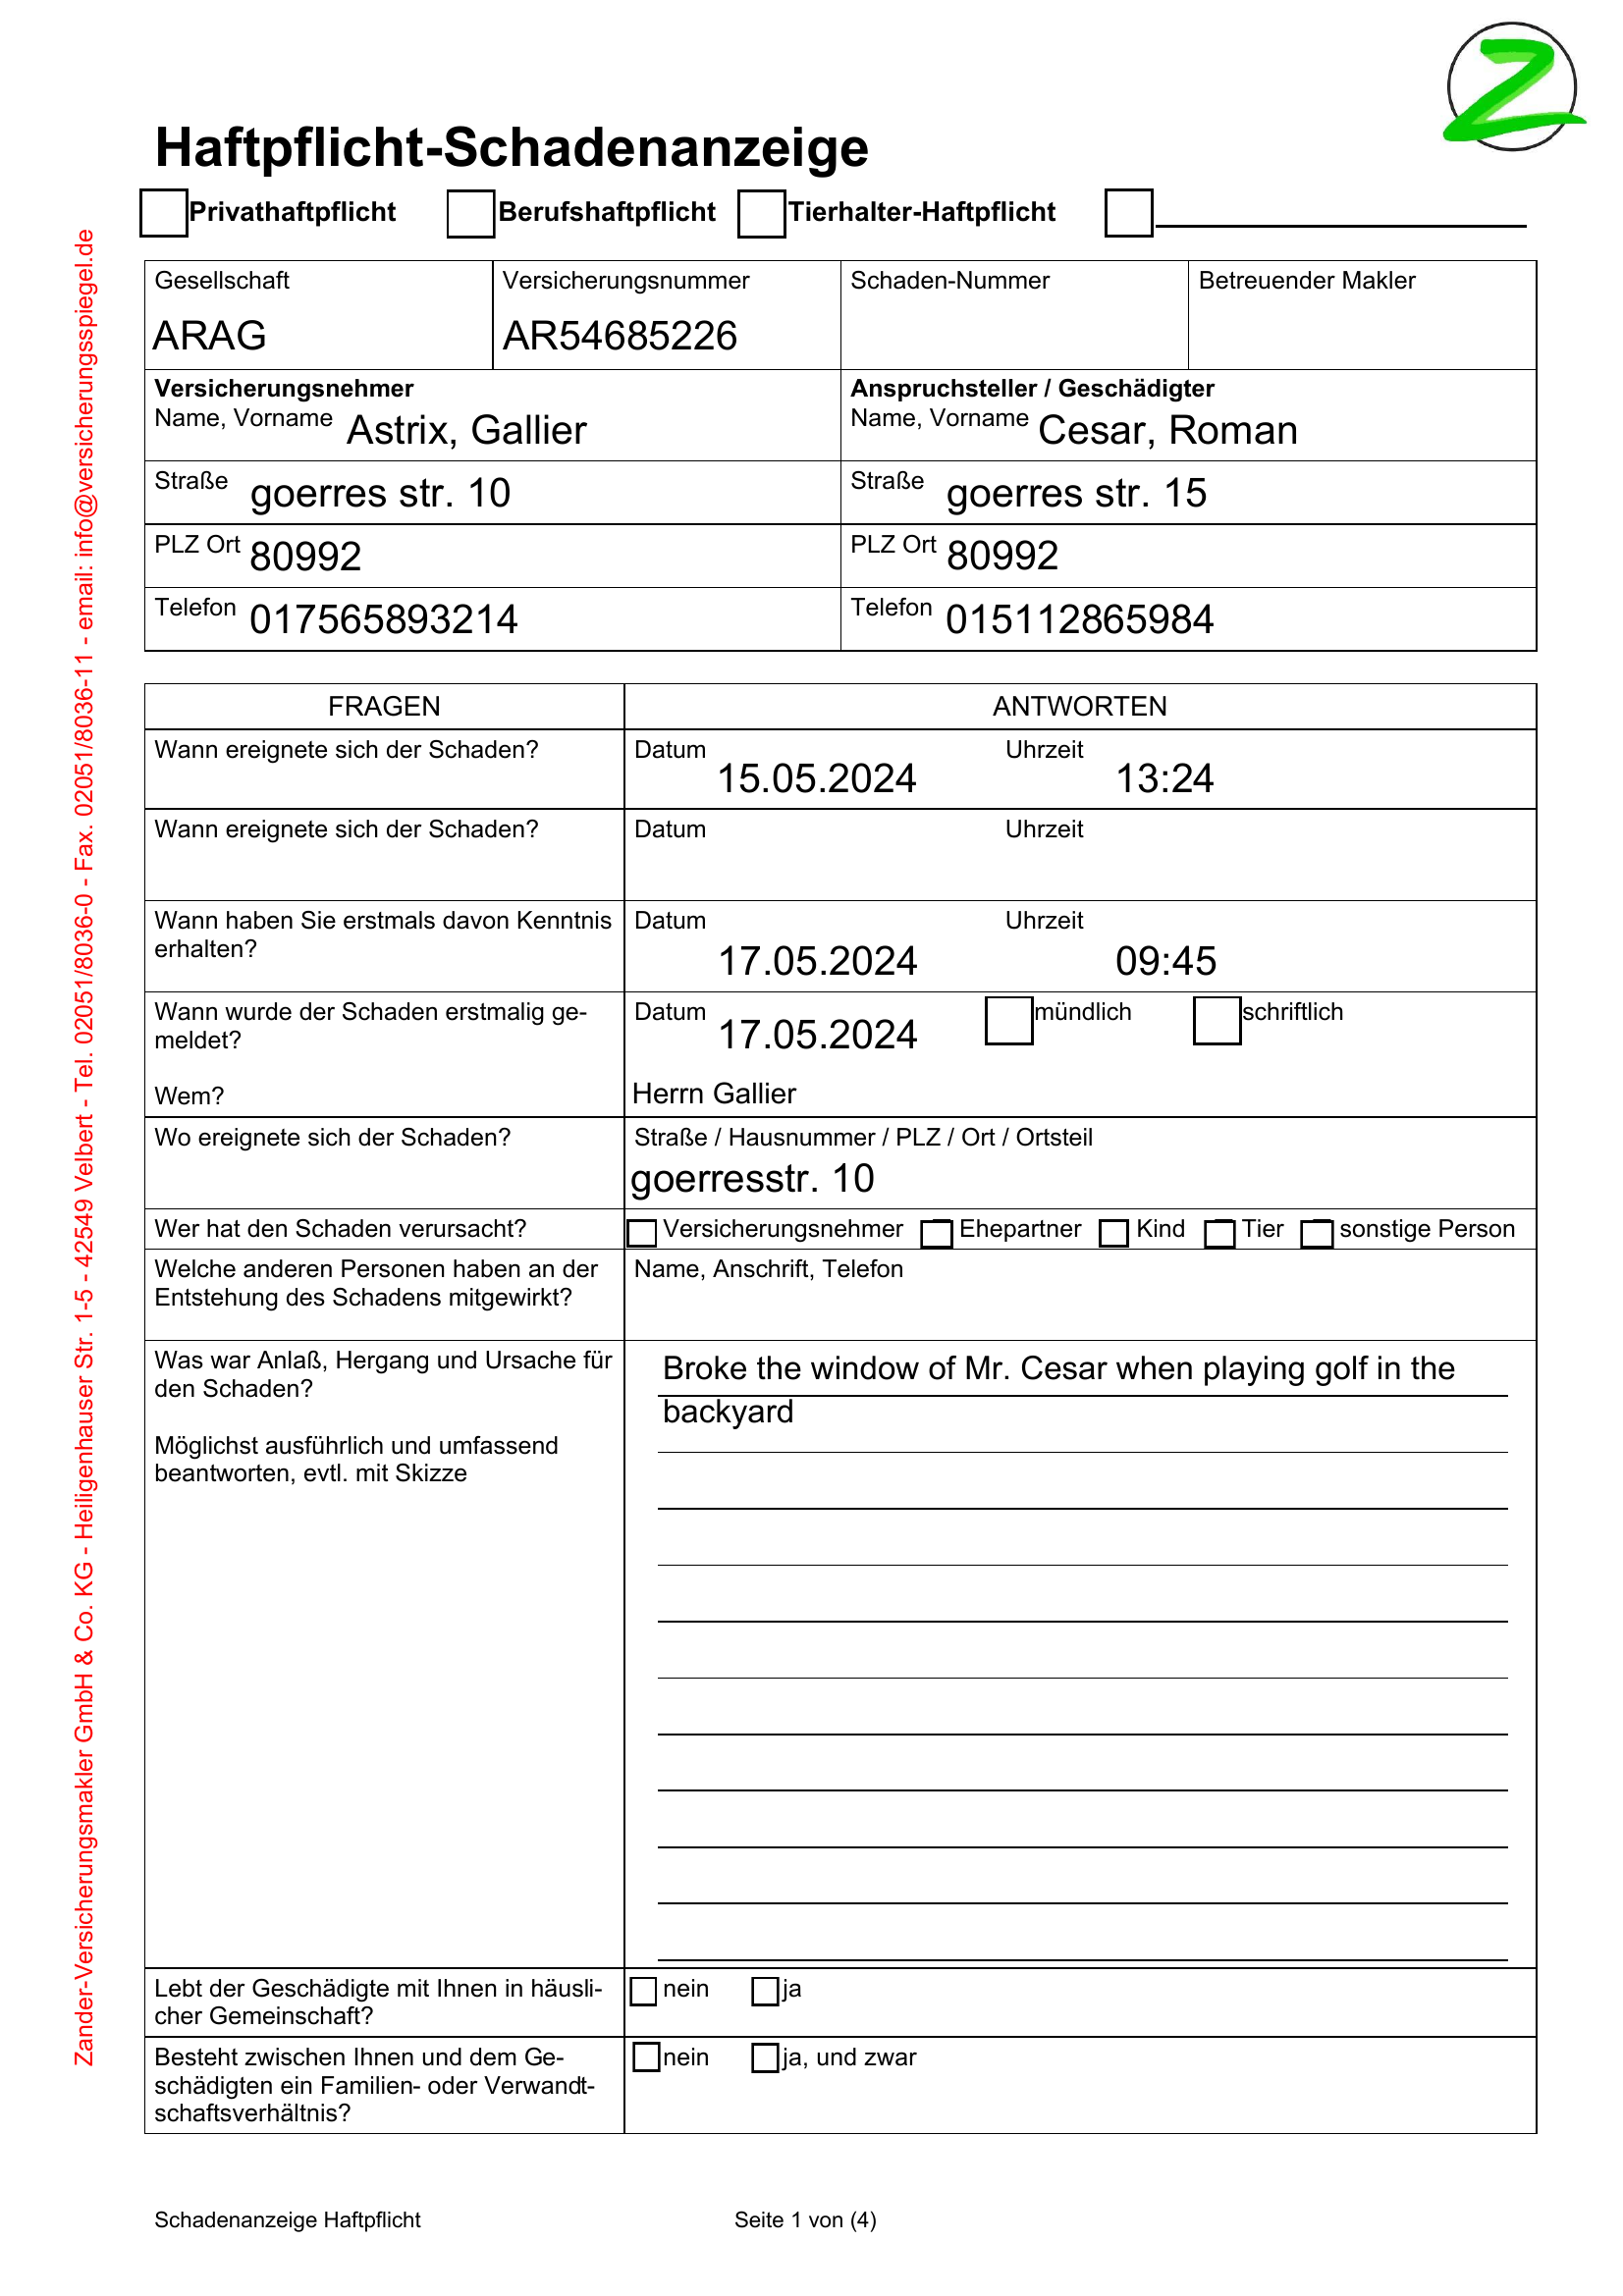 Z
Haftpflicht-Schadenanzeige
Privathaftpflicht Berufshaftpflicht Tierhalter-Haftpflicht
Gesellschaft Versicherungsnummer Schaden-Nummer Betreuender Makler
ARAG AR54685226
Versicherungsnehmer Anspruchsteller / Geschädigter
Name, Vorname Astrix, Gallier Name, Vorname Cesar, Roman
Straße goerres str. 10 Straße goerres str. 15
PLZ Ort 80992 PLZ Ort 80992
Telefon 017565893214 Telefon 015112865984
FRAGEN ANTWORTEN
Wann ereignete sich der Schaden? Datum 15.05.2024 Uhrzeit 13:24
Wann ereignete sich der Schaden? Datum Uhrzeit
Wann haben Sie erstmals davon Kenntnis Datum Uhrzeit
erhalten? 17.05.2024 09:45
Wann wurde der Schaden erstmalig ge- Datum 17.05.2024 mündlich schriftlich
meldet?
Wem? Herrn Gallier
Wo ereignete sich der Schaden? Straße / Hausnummer / PLZ / Ort / Ortsteil
goerresstr. 10
Wer hat den Schaden verursacht? Versicherungsnehmer Ehepartner Kind Tier sonstige Person
Welche anderen Personen haben an der Name, Anschrift, Telefon
Entstehung des Schadens mitgewirkt?
Was war Anlaß, Hergang und Ursache für Broke the window of Mr. Cesar when playing golf in the
den Schaden? backyard
Möglichst ausführlich und umfassend
beantworten, evtl. mit Skizze
Lebt der Geschädigte mit Ihnen in häusli- nein ja
cher Gemeinschaft?
Besteht zwischen Ihnen und dem Ge- nein ja, und zwar
schädigten ein Familien- oder Verwandt-
schaftsverhältnis?
Schadenanzeige Haftpflicht Seite 1 von (4)
Zander-Versicherungsmakler GmbH & Co. KG - Heiligenhauser Str. 1-5 - 42549 Velbert - Tel. 02051/8036-0 - Fax. 02051/8036-11 - email: info@versicherungsspiegel.de